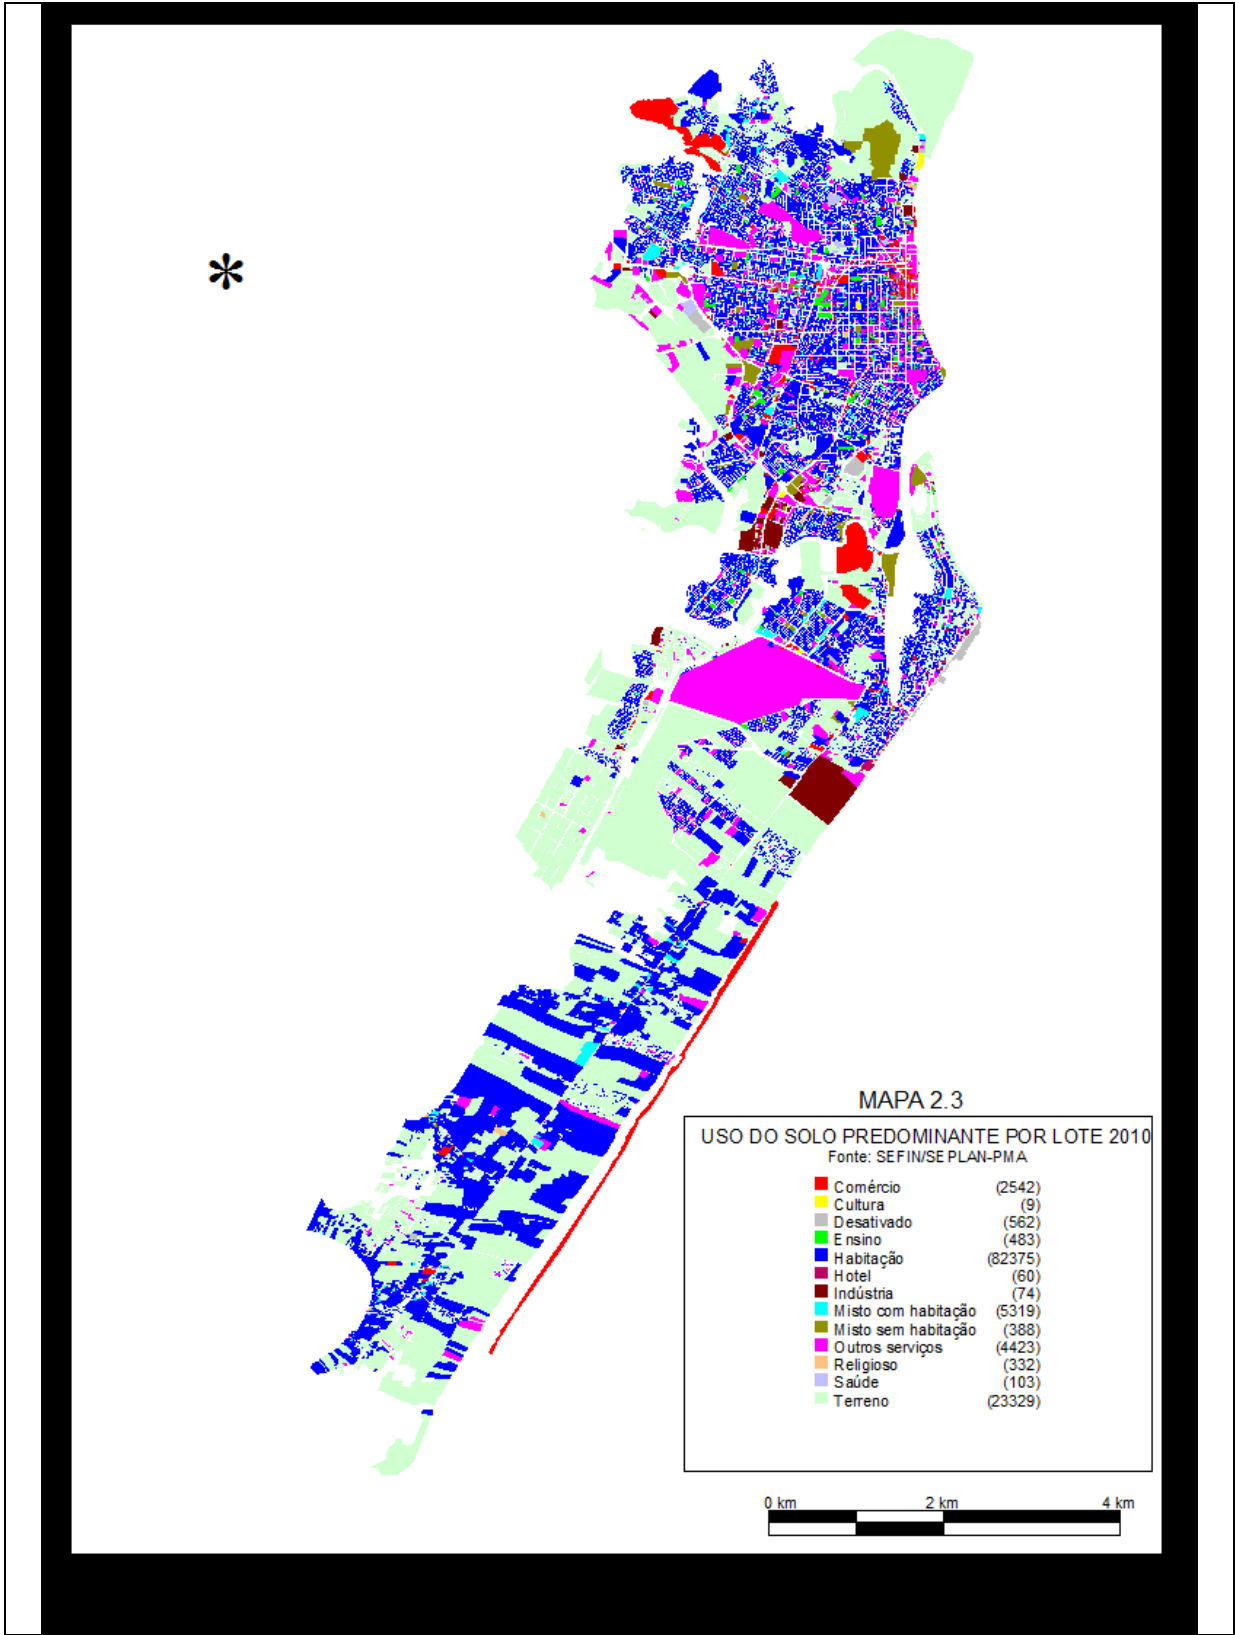 *
MAPA 2.3
USO DO SOLO PREDOMINANTE POR LOTE 2010
Fonte: SEFIN/SEPLAN-PMA
Comércio (2542)
Cultura (9)
Desativado (562)
Ensino (483)
Habitação (82375)
Hotel (60)
Indústria (74)
Misto com habitação (5319)
Misto sem habitação (388)
Outros serviços (4423)
Religioso (332)
Saúde (103)
Terreno (23329)
0 km 2 km 4 km